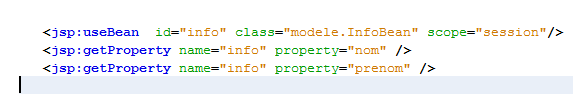 <jsp:useBean  id="info" class="modele.InfoBean" scope="session"/>
<jsp:getProperty name="info" property="nom" />
<jsp:getProperty name="info" property="prenom" />